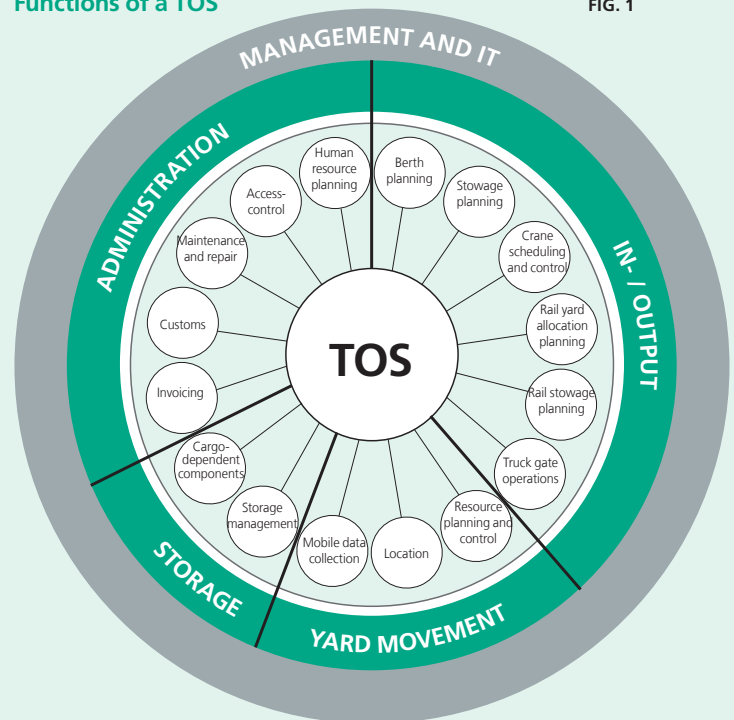 Functions of a TOS
FIG. 1
MANAGEMENT AND IT
ADMINISTRATION
IN- / OUTPUT
STORAGE
YARD MOVEMENT
TOS
Human
resource
planning
Berth
planning
Stowage
planning
Crane
scheduling
and control
Rail yard
allocation
planning
Rail stowage
planning
Truck gate
operations
Resource
planning and
control
Location
Mobile data
collection
Storage
management
Cargo-
dependent
components
Invoicing
Customs
Maintenance
and repair
Access-
control